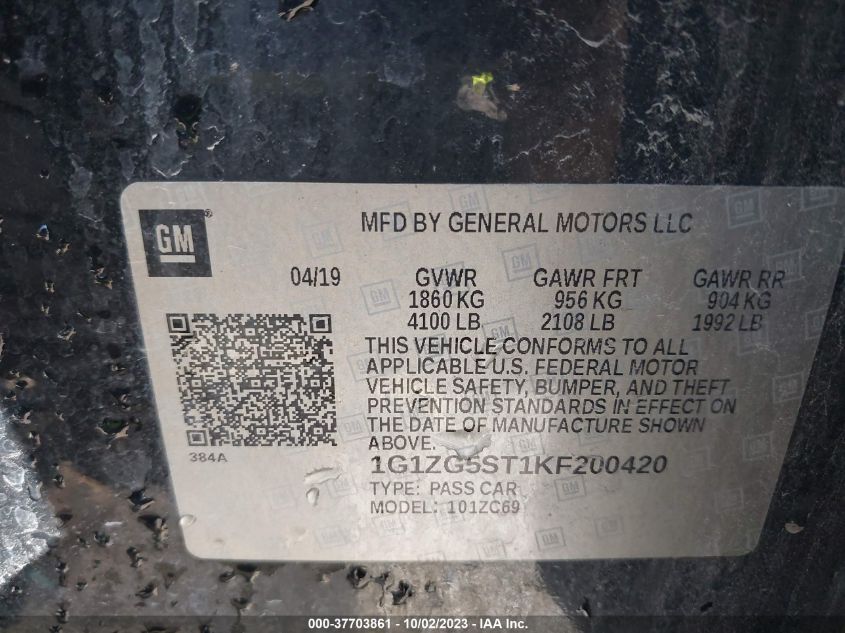 GM
®
MFD BY GENERAL MOTORS LLC
04/19 GVWR GAWR FRT GAWR RR
1860 KG 956 KG 904 KG
4100 LB 2108 LB 1992 LB
THIS VEHICLE CONFORMS TO ALL
APPLICABLE U.S. FEDERAL MOTOR
VEHICLE SAFETY, BUMPER, AND THEFT
PREVENTION STANDARDS IN EFFECT ON
THE DATE OF MANUFACTURE SHOWN
ABOVE.
384A
1G1ZG5ST1KF200420
TYPE: PASS CAR
MODEL: 101ZC69
000-37703861 - 10/02/2023 - IAA Inc.